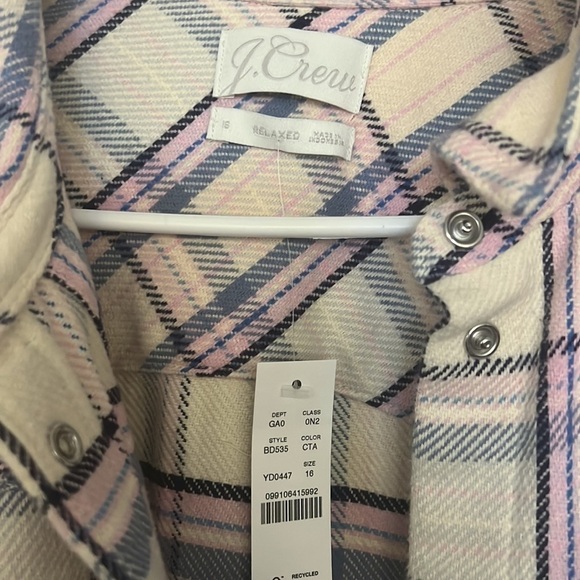 J.Crew
16 RELAXED MADE IN
INDONESIA
DEPT CLASS
GA0 0N2
STYLE COLOR
BD535 CTA
SIZE
YD0447 16
099106415992
RECYCLED